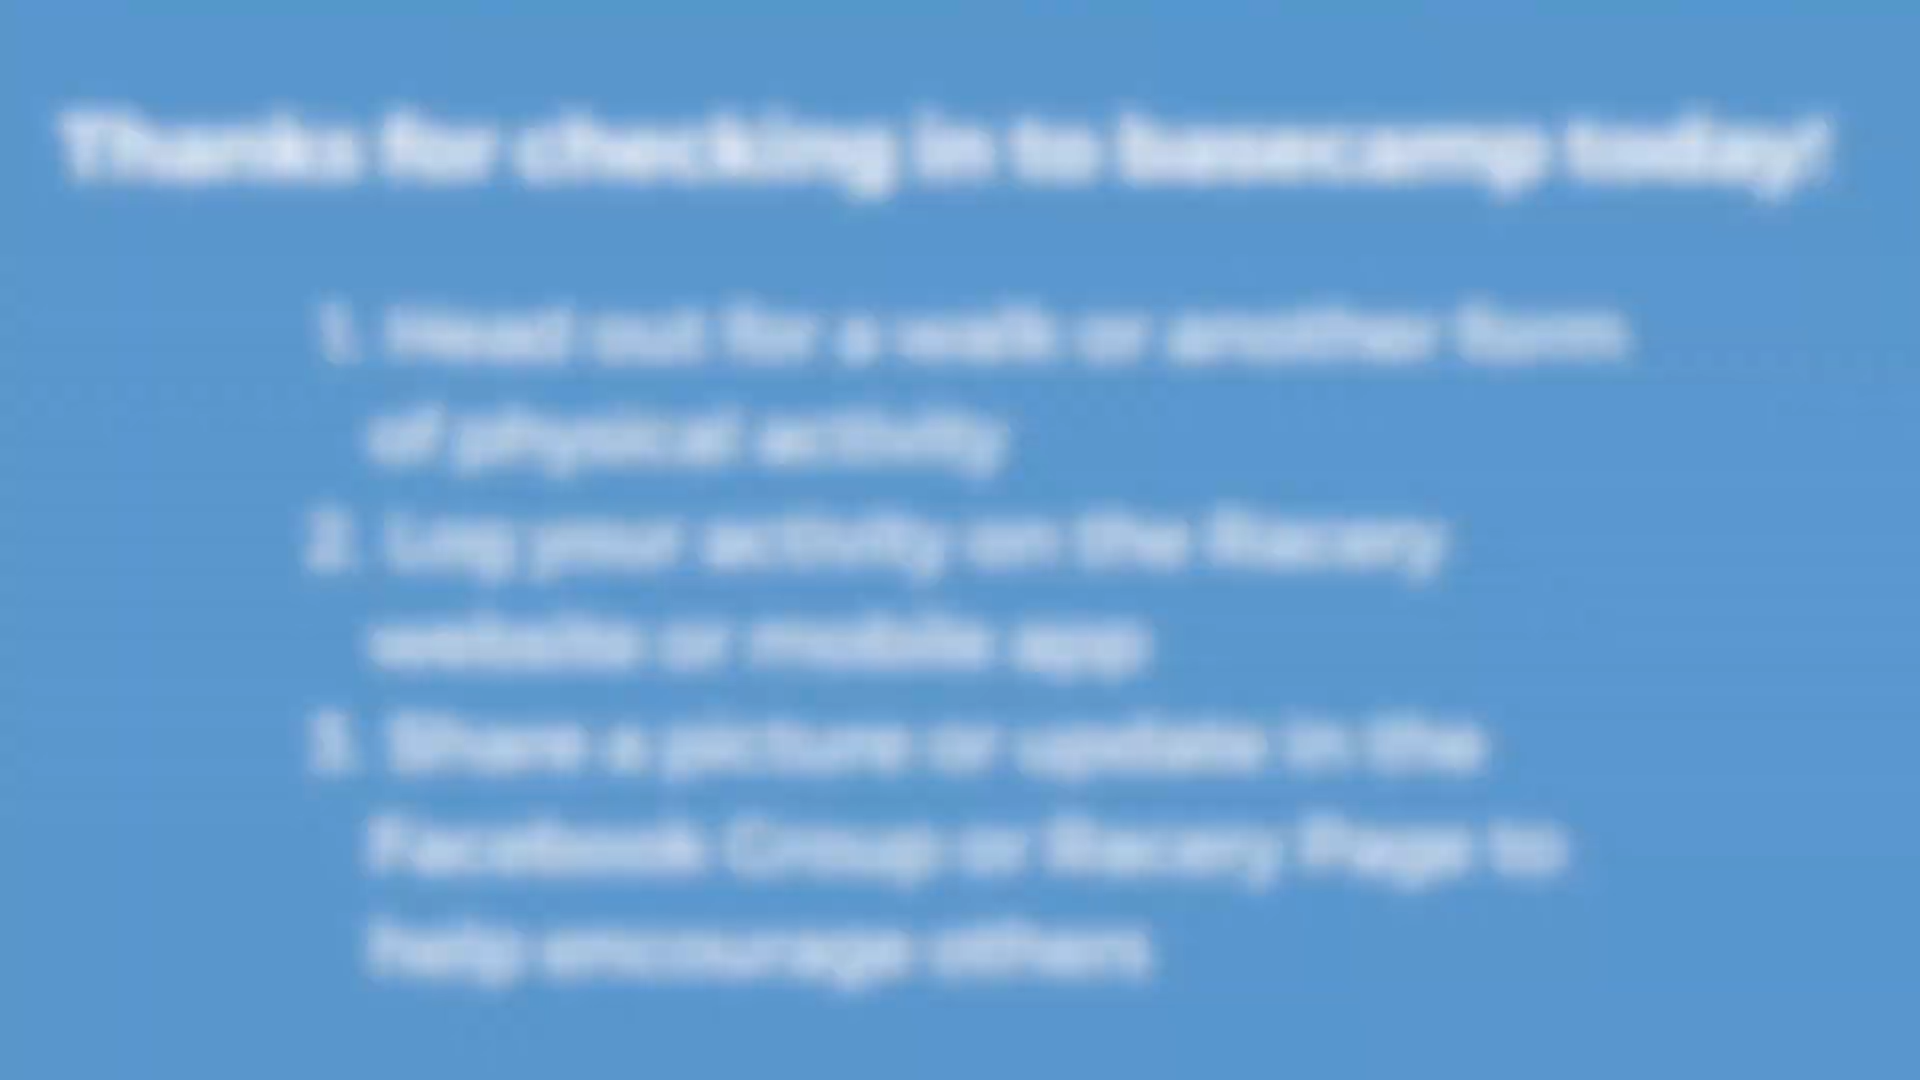 Thanks for checking in to basecamp today!
1. Head out for a walk or another form
of physical activity
2. Log your activity on the Racery
website or mobile app
3. Share a picture or update in the
Facebook Group or Racery Page to
help encourage others